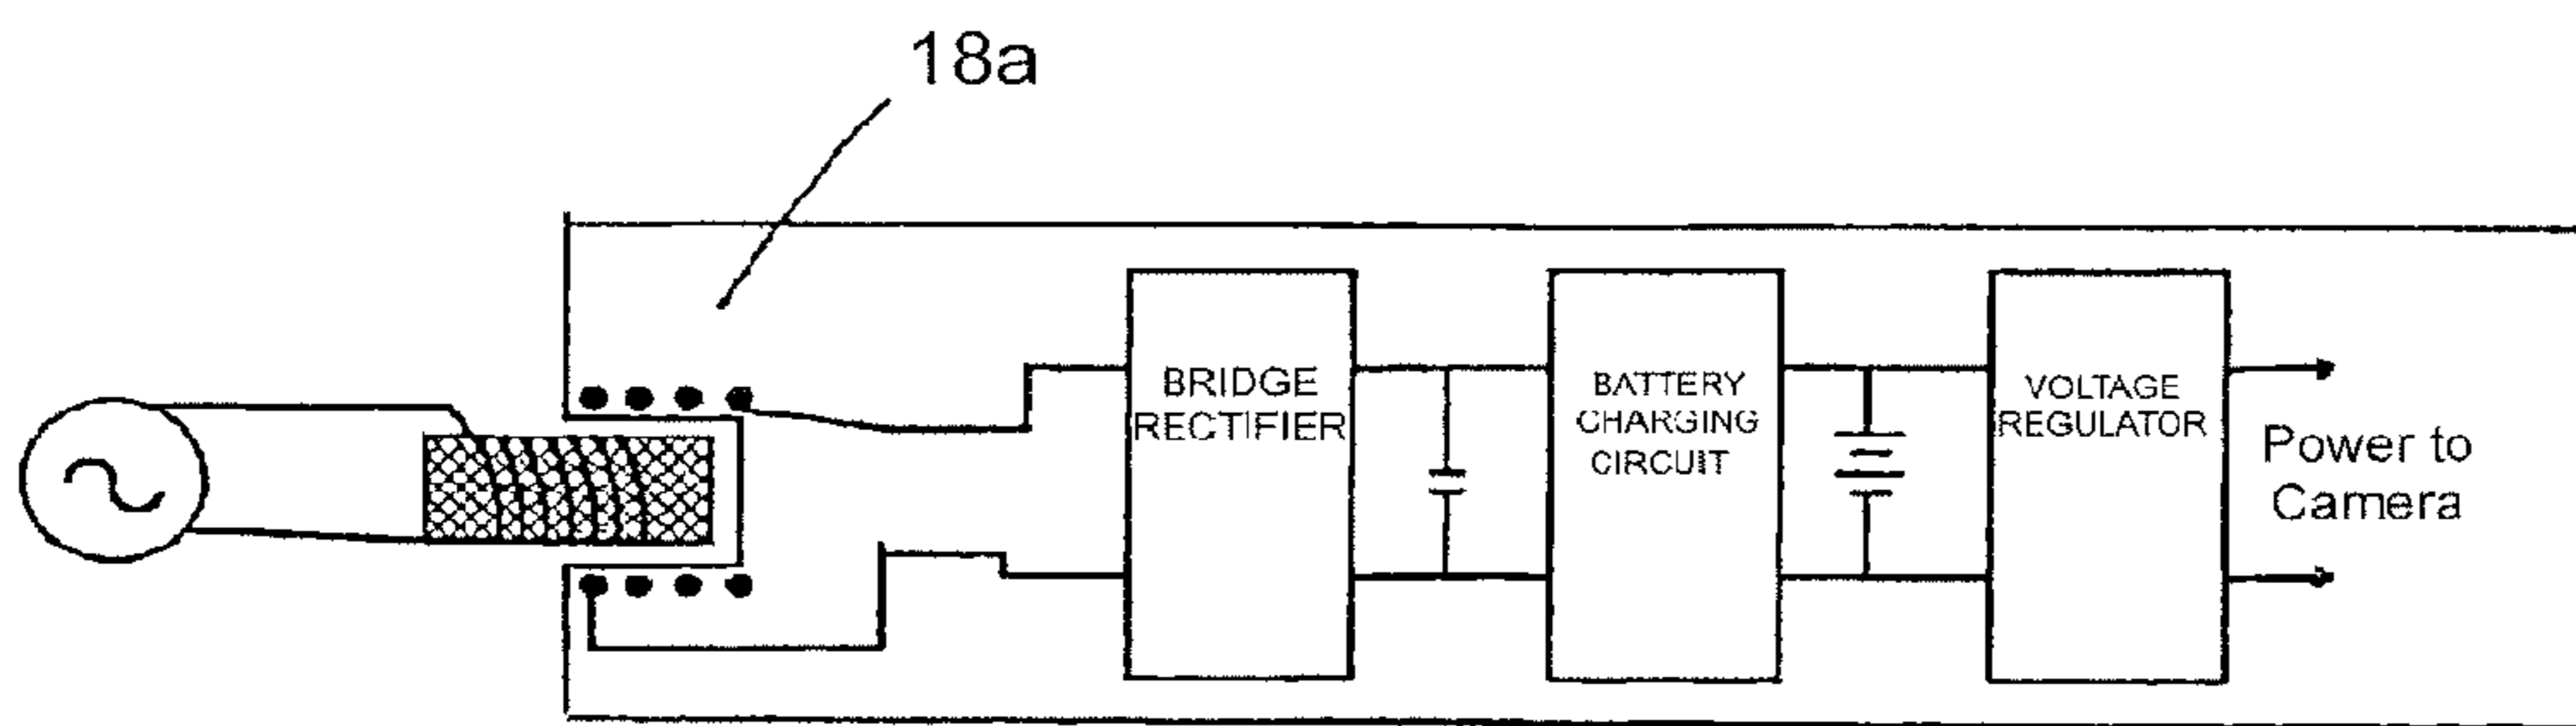 18a
BRIDGE
RECTIFIER
BATTERY
CHARGING
CIRCUIT
VOLTAGE
REGULATOR
Power to
Camera